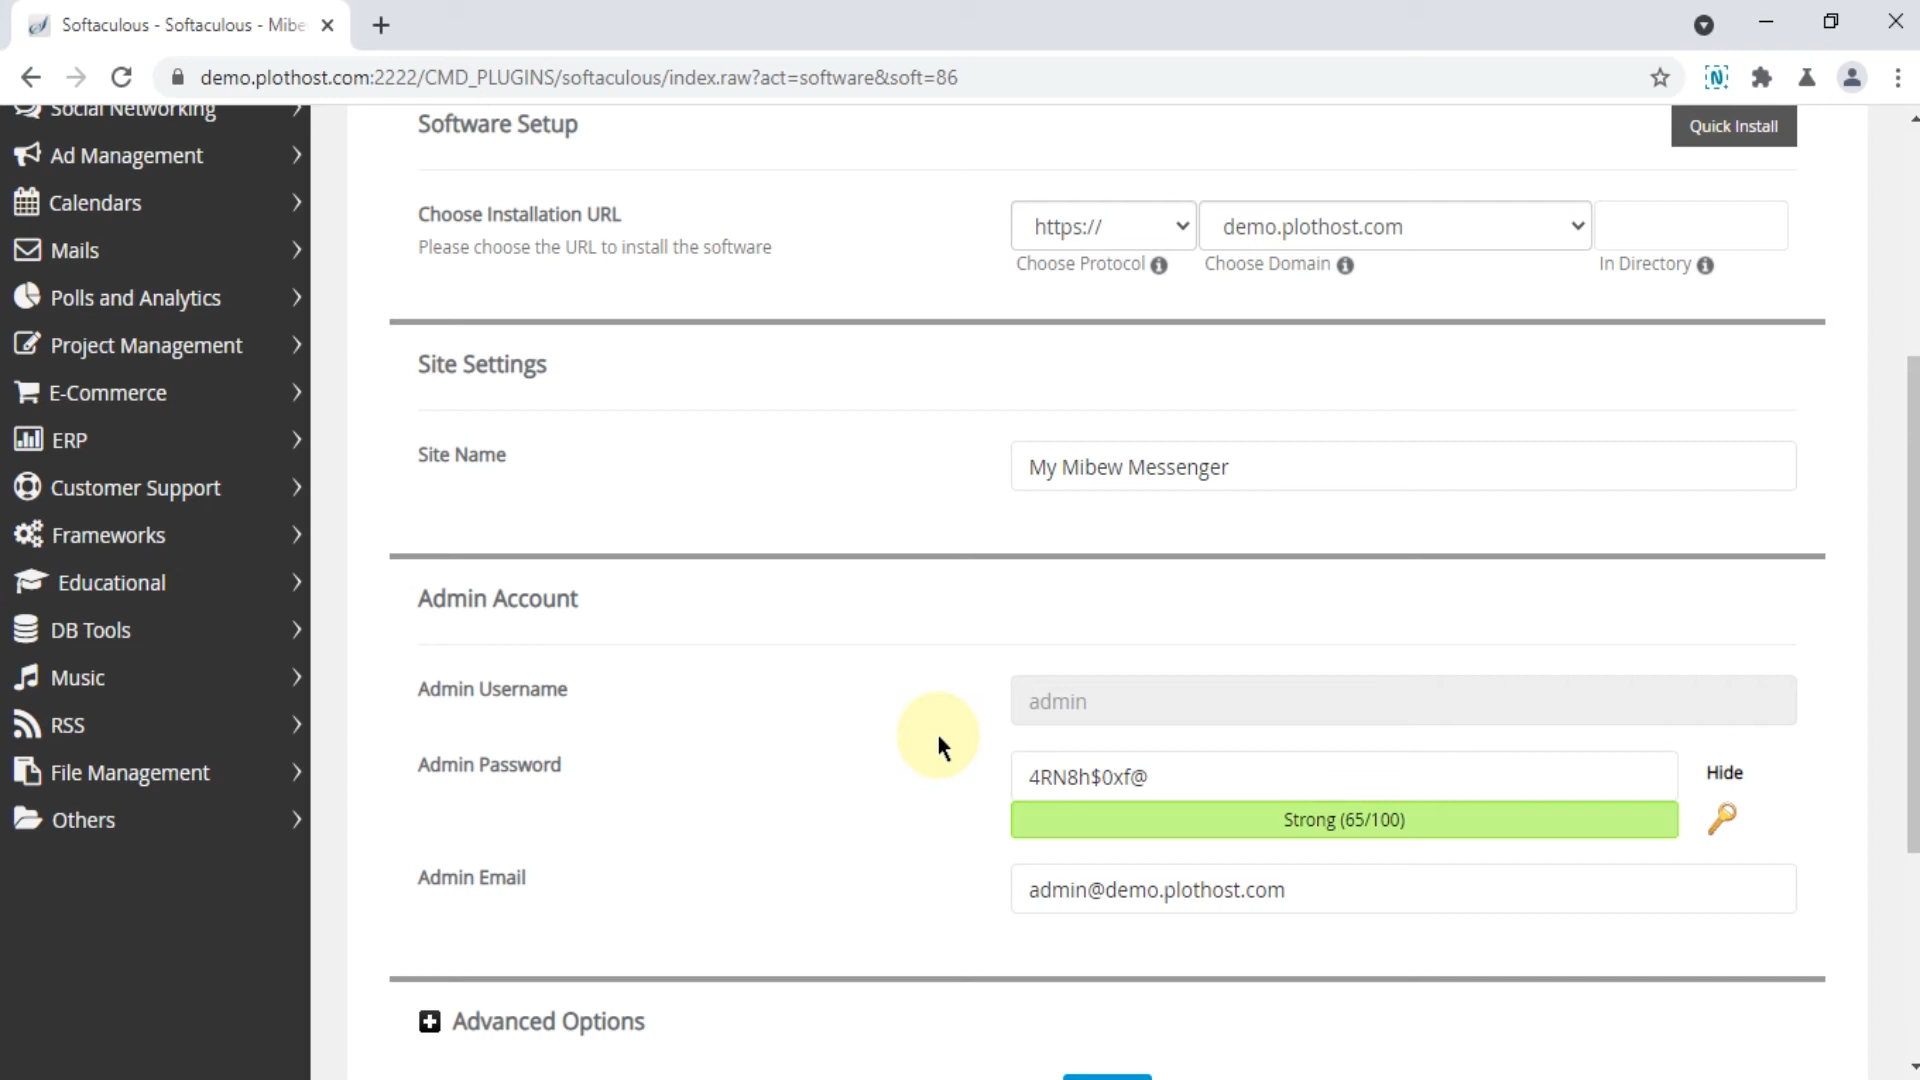 Softaculous - Softaculous - Mibe
demo.plothost.com:2222/CMD_PLUGINS/softaculous/index.raw?act=software&soft=86
Social Networking
Ad Management
Calendars
Mails
Polls and Analytics
Project Management
E-Commerce
ERP
Customer Support
Frameworks
Educational
DB Tools
Music
RSS
File Management
Others
Software Setup
Quick Install
Choose Installation URL
Please choose the URL to install the software
https://
demo.plothost.com
Choose Protocol
Choose Domain
In Directory
Site Settings
Site Name
My Mibew Messenger
Admin Account
Admin Username
admin
Admin Password
4RN8h$0xf@
Hide
Strong (65/100)
Admin Email
admin@demo.plothost.com
Advanced Options